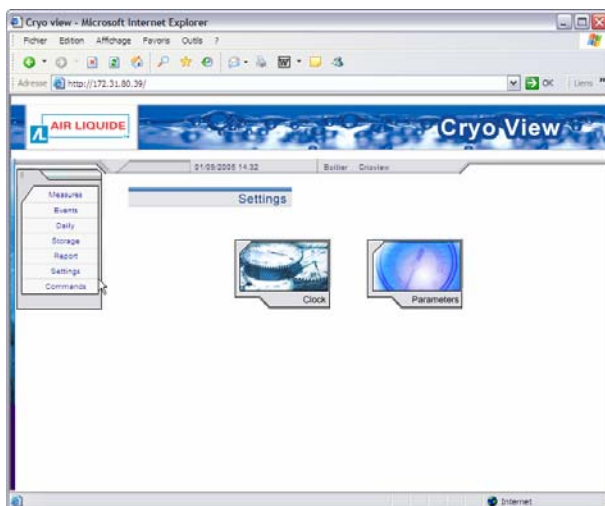 Cryo view - Microsoft Internet Explorer
Fichier Edition Affichage Favoris Outils ?
Adresse http://172.31.80.39/ OK Liens "
AIR LIQUIDE
Cryo View
01/09/2005 14:32 Boitier : Crioview
Settings
Measures
Events
Daily
Storage
Report
Settings
Commands
Clock
Parameters
Internet